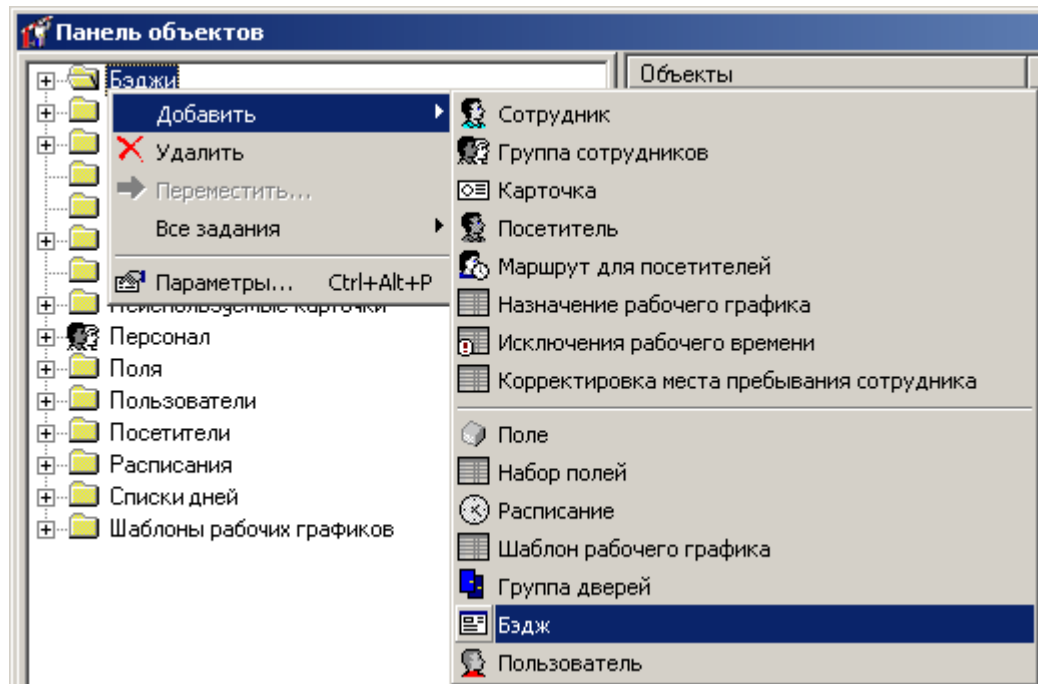 Панель объектов
Бэджи
Объекты
Добавить
Удалить
Переместить...
Все задания
Параметры... Ctrl+Alt+P
Неиспользуемые карточки
Персонал
Поля
Пользователи
Посетители
Расписания
Списки дней
Шаблоны рабочих графиков
Сотрудник
Группа сотрудников
Карточка
Посетитель
Маршрут для посетителей
Назначение рабочего графика
Исключения рабочего времени
Корректировка места пребывания сотрудника
Поле
Набор полей
Расписание
Шаблон рабочего графика
Группа дверей
Бэдж
Пользователь